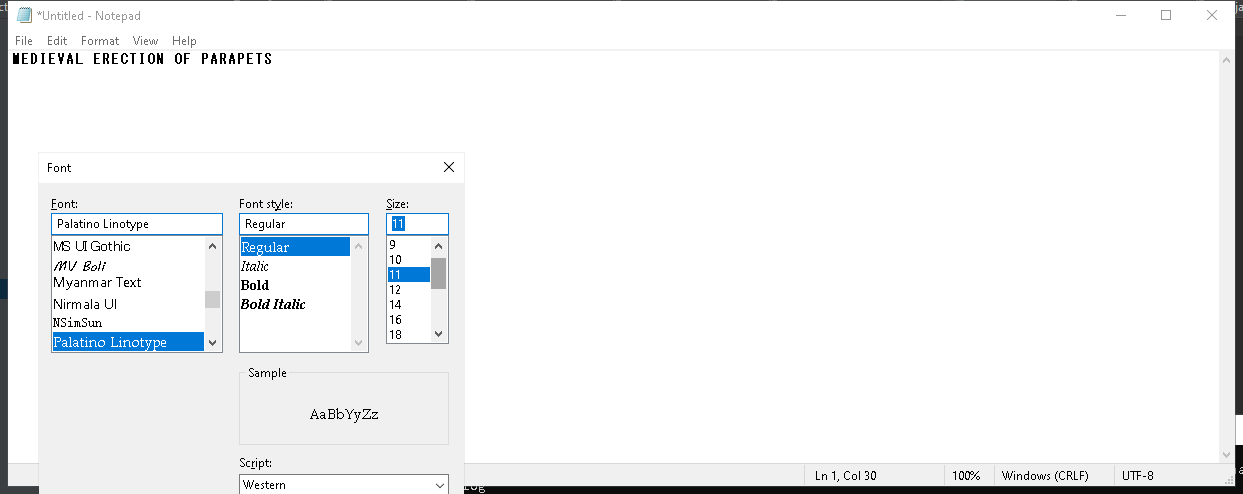 *Untitled - Notepad
File Edit Format View Help
MEDIEVAL ERECTION OF PARAPETS
Font
Font: Font style: Size:
Palatino Linotype Regular 11
MS UI Gothic Regular 9
MV Boli Italic 10
Myanmar Text Bold 11
Nirmala UI Bold Italic 12
NSimSun 14
Palatino Linotype 16
18
Sample
AaBbYyZz
Script:
Western
Ln 1, Col 30 100% Windows (CRLF) UTF-8